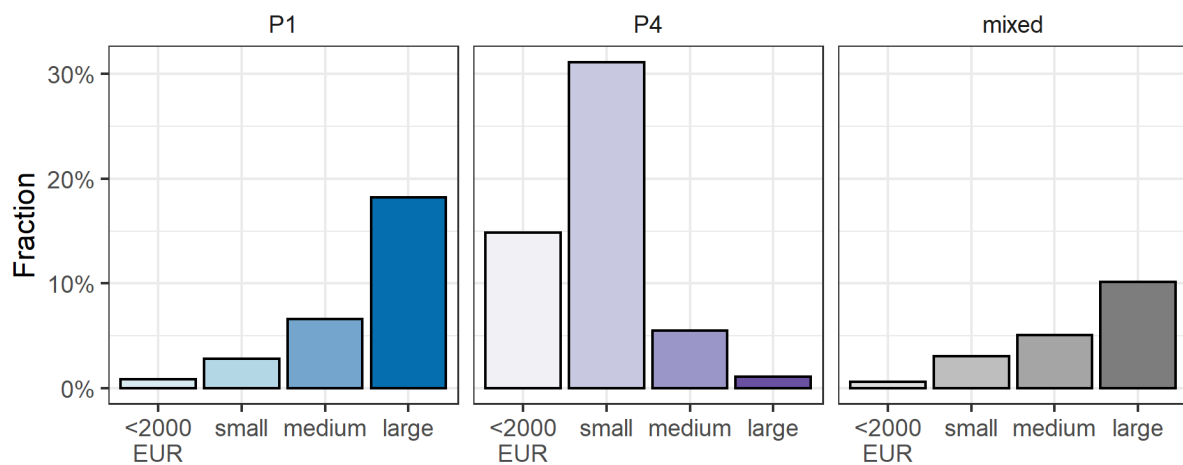 P1
P4
mixed
Fraction
30%
20%
10%
0%
<2000 small medium large
EUR
<2000 small medium large
EUR
<2000 small medium large
EUR